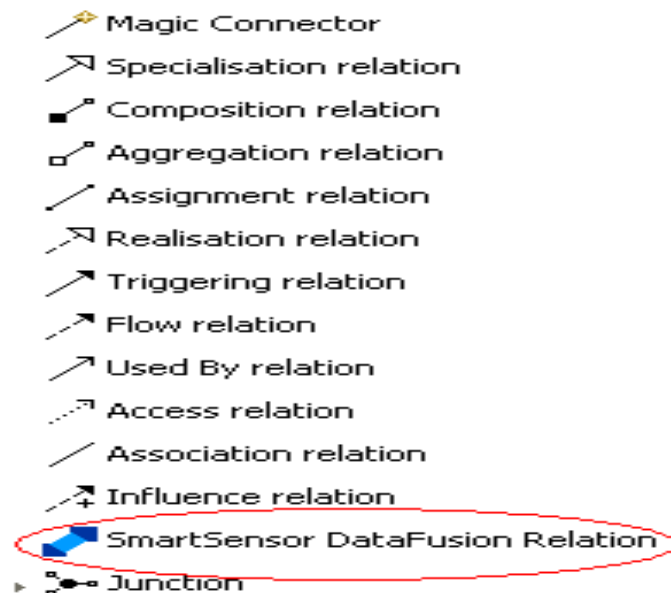 Magic Connector
Specialisation relation
Composition relation
Aggregation relation
Assignment relation
Realisation relation
Triggering relation
Flow relation
Used By relation
Access relation
Association relation
Influence relation
SmartSensor DataFusion Relation
Junction